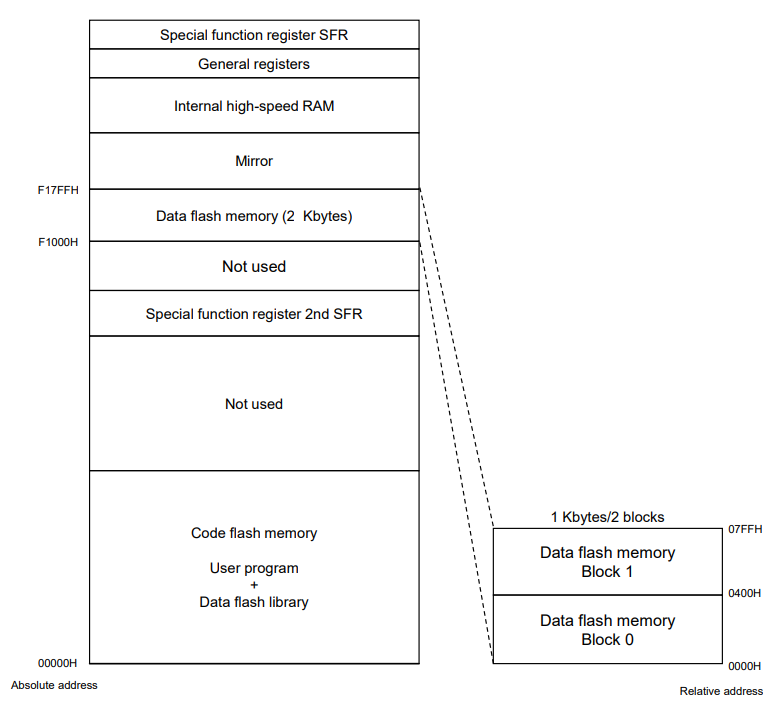 Special function register SFR
General registers
Internal high-speed RAM
Mirror
F17FFH
Data flash memory (2 Kbytes)
F1000H
Not used
Special function register 2nd SFR
Not used
Code flash memory
User program
+
Data flash library
00000H
Absolute address
1 Kbytes/2 blocks
07FFH
Data flash memory
Block 1
0400H
Data flash memory
Block 0
0000H
Relative address